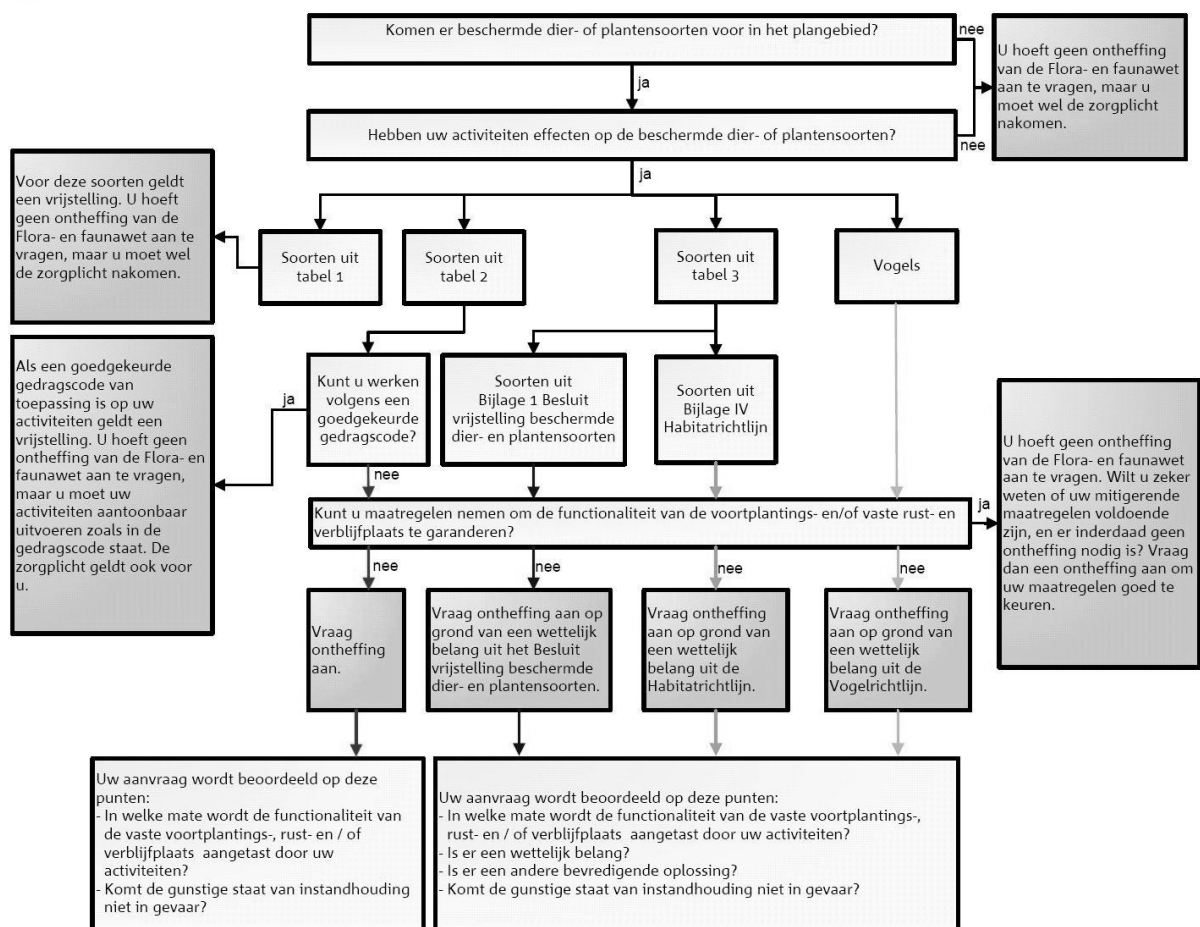 Komen er beschermde dier- of plantensoorten voor in het plangebied?
nee
U hoeft geen ontheffing
van de Flora- en faunawet
aan te vragen, maar u
moet wel de zorgplicht
nakomen.
ja
Hebben uw activiteiten effecten op de beschermde dier- of plantensoorten?
nee
ja
Voor deze soorten geldt
een vrijstelling. U hoeft
geen ontheffing van de
Flora- en faunawet aan te
vragen, maar u moet wel
de zorgplicht nakomen.
Soorten uit
tabel 1
Soorten uit
tabel 2
Soorten uit
tabel 3
Vogels
Als een goedgekeurde
gedragscode van
toepassing is op uw
activiteiten geldt een
vrijstelling. U hoeft geen
ontheffing van de Flora- en
faunawet aan te vragen,
maar u moet uw
activiteiten aantoonbaar
uitvoeren zoals in de
gedragscode staat. De
zorgplicht geldt ook voor
u.
ja
Kunt u werken
volgens een
goedgekeurde
gedragscode?
Soorten uit
Bijlage 1 Besluit
vrijstelling beschermde
dier- en plantensoorten
Soorten uit
Bijlage IV
Habitatrichtlijn
nee
Kunt u maatregelen nemen om de functionaliteit van de voortplantings- en/of vaste rust- en
verblijfplaats te garanderen?
ja
U hoeft geen ontheffing
van de Flora- en faunawet
aan te vragen. Wilt u zeker
weten of uw mitigerende
maatregelen voldoende
zijn, en er inderdaad geen
ontheffing nodig is? Vraag
dan een ontheffing aan om
uw maatregelen goed te
keuren.
nee
nee
nee
nee
Vraag
ontheffing
aan.
Vraag ontheffing aan op
grond van een wettelijk
belang uit het Besluit
vrijstelling beschermde
dier- en plantensoorten.
Vraag ontheffing
aan op grond van
een wettelijk
belang uit de
Habitatrichtlijn.
Vraag ontheffing
aan op grond van
een wettelijk
belang uit de
Vogelrichtlijn.
Uw aanvraag wordt beoordeeld op deze
punten:
- In welke mate wordt de functionaliteit van
de vaste voortplantings-, rust- en / of
verblijfplaats aangetast door uw
activiteiten?
- Komt de gunstige staat van instandhouding
niet in gevaar?
Uw aanvraag wordt beoordeeld op deze punten:
- In welke mate wordt de functionaliteit van de vaste voortplantings-,
rust- en / of verblijfplaats aangetast door uw activiteiten?
- Is er een wettelijk belang?
- Is er een andere bevredigende oplossing?
- Komt de gunstige staat van instandhouding niet in gevaar?